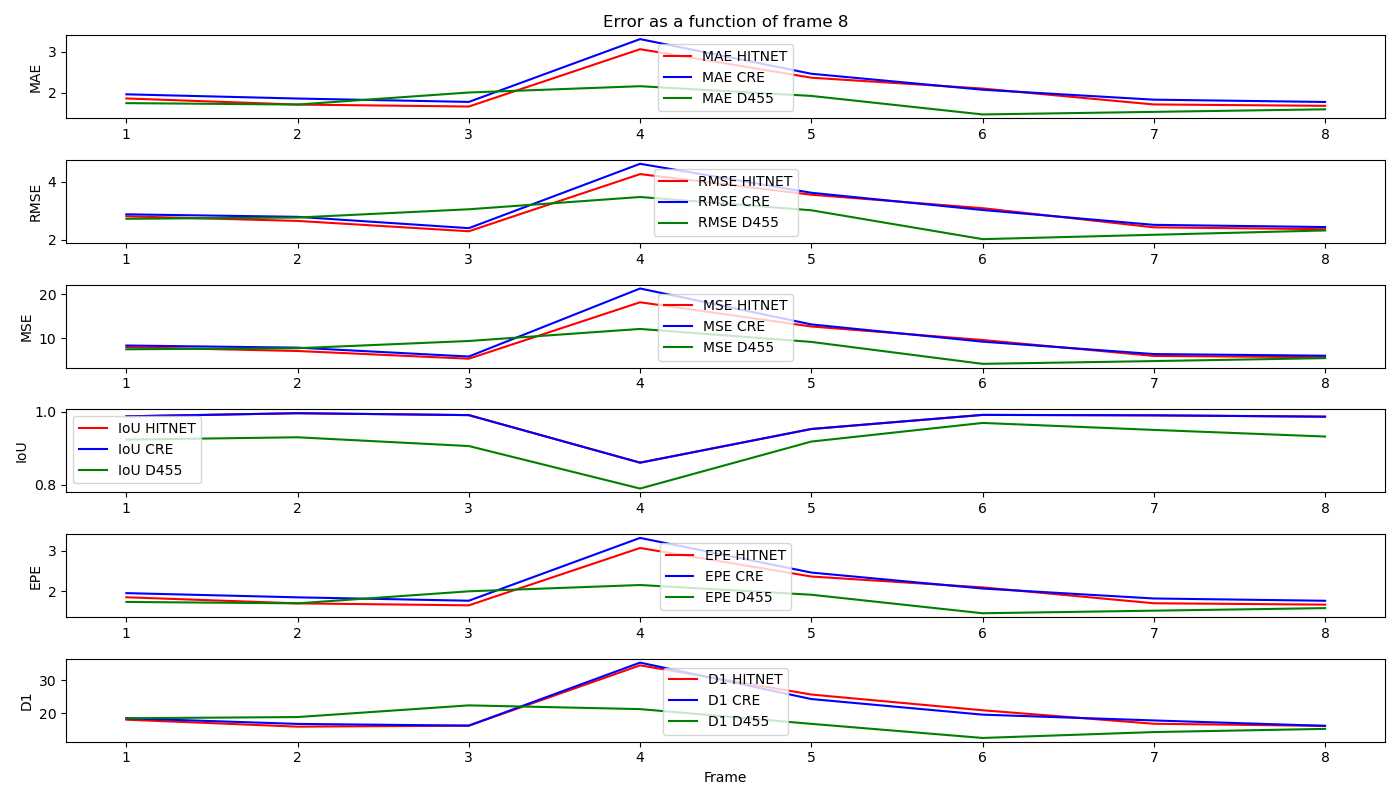 Error as a function of frame 8
3
2
MAE
MAE HITNET
MAE CRE
MAE D455
1 2 3 4 5 6 7 8
4
2
RMSE
RMSE HITNET
RMSE CRE
RMSE D455
1 2 3 4 5 6 7 8
20
10
MSE
MSE HITNET
MSE CRE
MSE D455
1 2 3 4 5 6 7 8
1.0
0.8
IoU
IoU HITNET
IoU CRE
IoU D455
1 2 3 4 5 6 7 8
3
2
EPE
EPE HITNET
EPE CRE
EPE D455
1 2 3 4 5 6 7 8
30
20
D1
D1 HITNET
D1 CRE
D1 D455
1 2 3 4 5 6 7 8
Frame